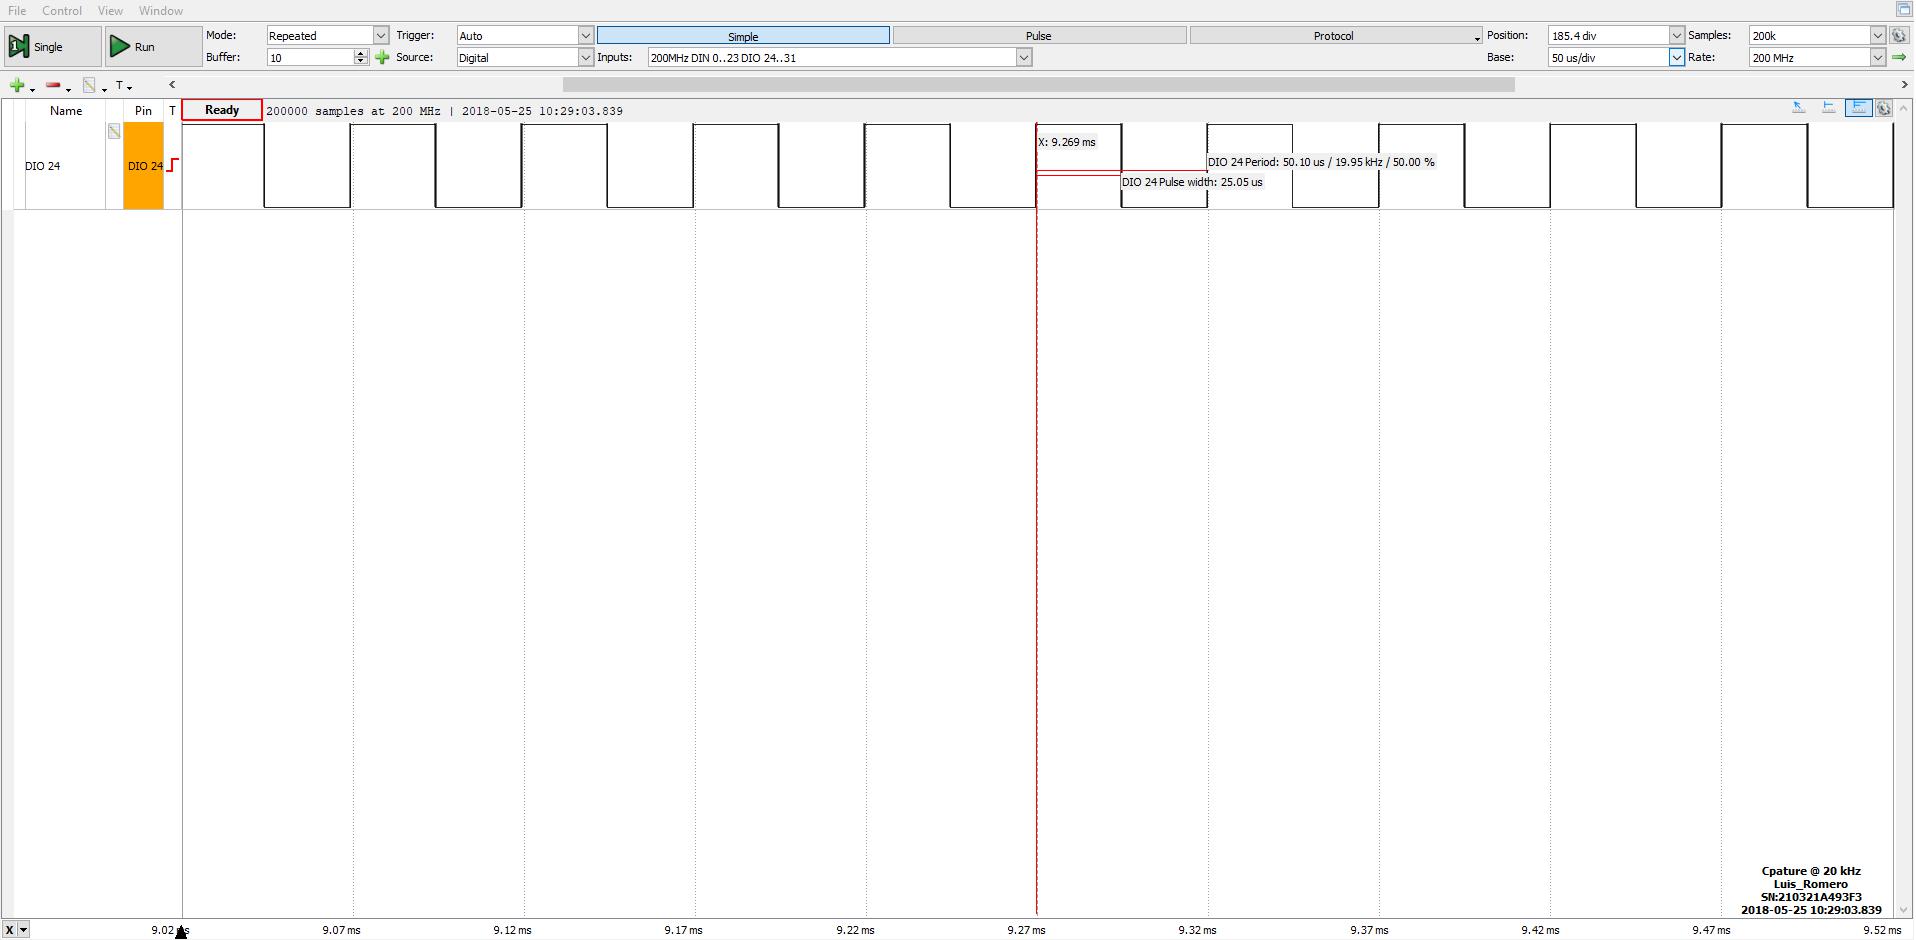 File Control View Window
Single Run Mode: Repeated Trigger: Auto Simple Pulse Protocol Position: 185.4 div Samples: 200k
Buffer: 10 Source: Digital Inputs: 200MHz DIN 0..23 DIO 24..31 Base: 50 us/div Rate: 200 MHz
T
Name Pin T Ready 200000 samples at 200 MHz | 2018-05-25 10:29:03.839
X: 9.269 ms
DIO 24 Period: 50.10 us / 19.95 kHz / 50.00 %
DIO 24 DIO 24
DIO 24 Pulse width: 25.05 us
Cpature @ 20 kHz
Luis_Romero
SN:210321A493F3
2018-05-25 10:29:03.839
X 9.02 ms 9.07 ms 9.12 ms 9.17 ms 9.22 ms 9.27 ms 9.32 ms 9.37 ms 9.42 ms 9.47 ms 9.52 ms